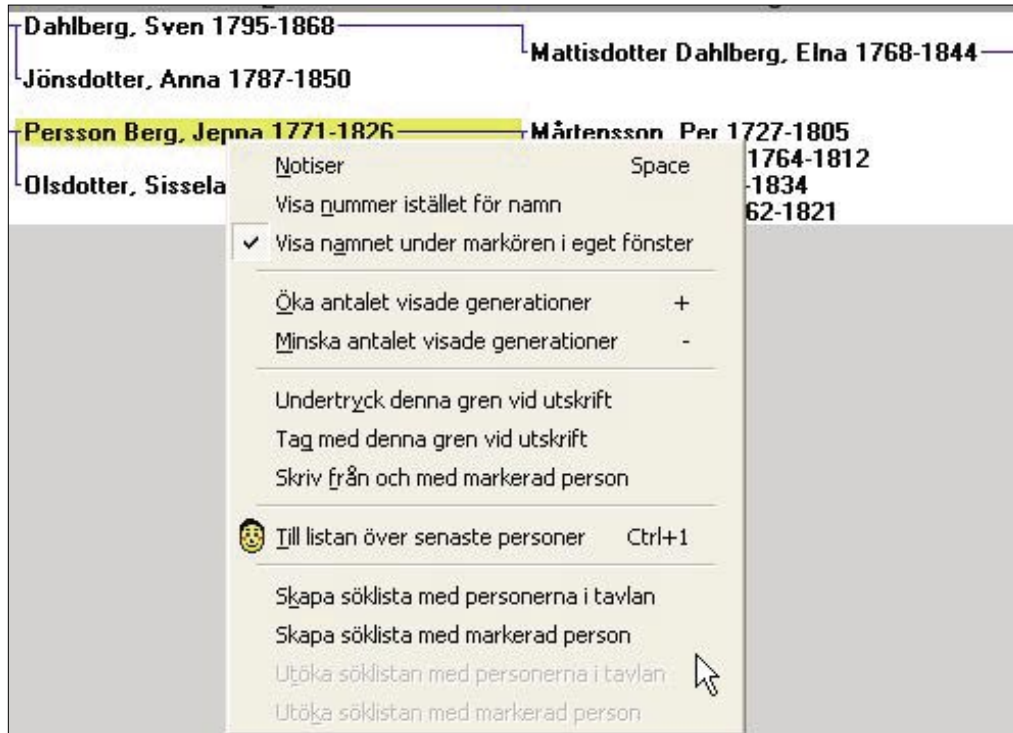 Dahlberg, Sven 1795-1868
Mattisdotter Dahlberg, Elna 1768-1844
Jönsdotter, Anna 1787-1850
Persson Berg, Jeppa 1771-1826
Mårtensson, Per 1727-1805
1764-1812
Olsdotter, Sissela
-1834
62-1821
Notiser Space
Visa nummer istället för namn
✓ Visa namnet under markören i eget fönster
Öka antalet visade generationer +
Minska antalet visade generationer -
Undertryck denna gren vid utskrift
Tag med denna gren vid utskrift
Skriv från och med markerad person
Till listan över senaste personer Ctrl+1
Skapa söklista med personerna i tavlan
Skapa söklista med markerad person
Utöka söklistan med personerna i tavlan
Utöka söklistan med markerad person